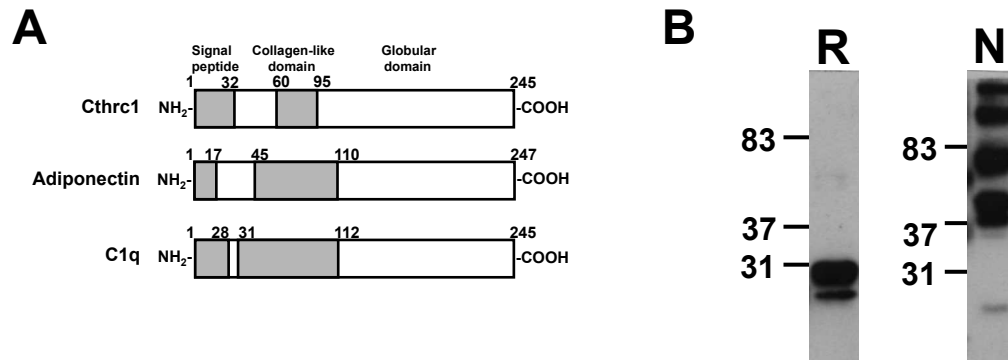 A
Signal peptide
Collagen-like domain
Globular domain
1 32 60 95 245
Cthrc1 NH2- -COOH
1 17 45 110 247
Adiponectin NH2- -COOH
1 28 31 112 245
C1q NH2- -COOH
B
R
83
37
31
N
83
37
31